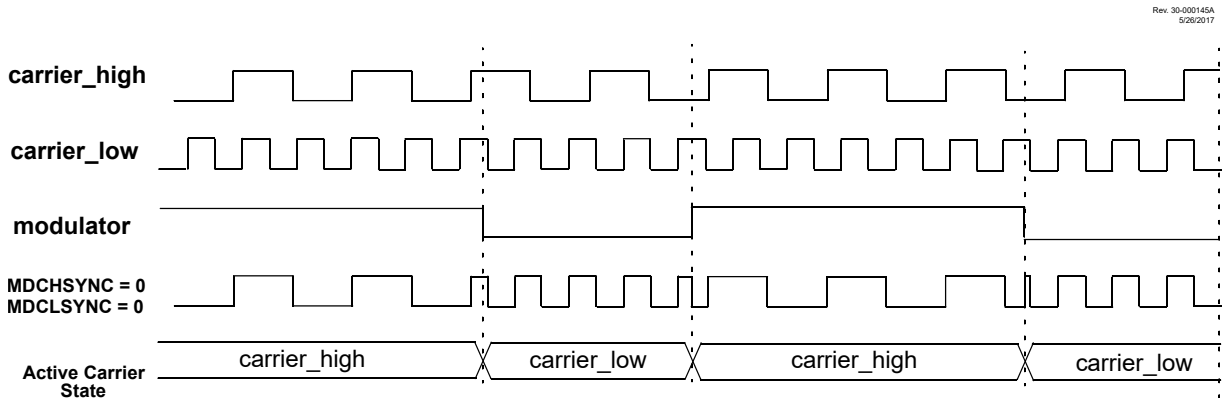 Rev. 30-000145A
5/26/2017
carrier_high
carrier_low
modulator
MDCHSYNC = 0
MDCLSYNC = 0
Active Carrier
State
carrier_high
carrier_low
carrier_high
carrier_low